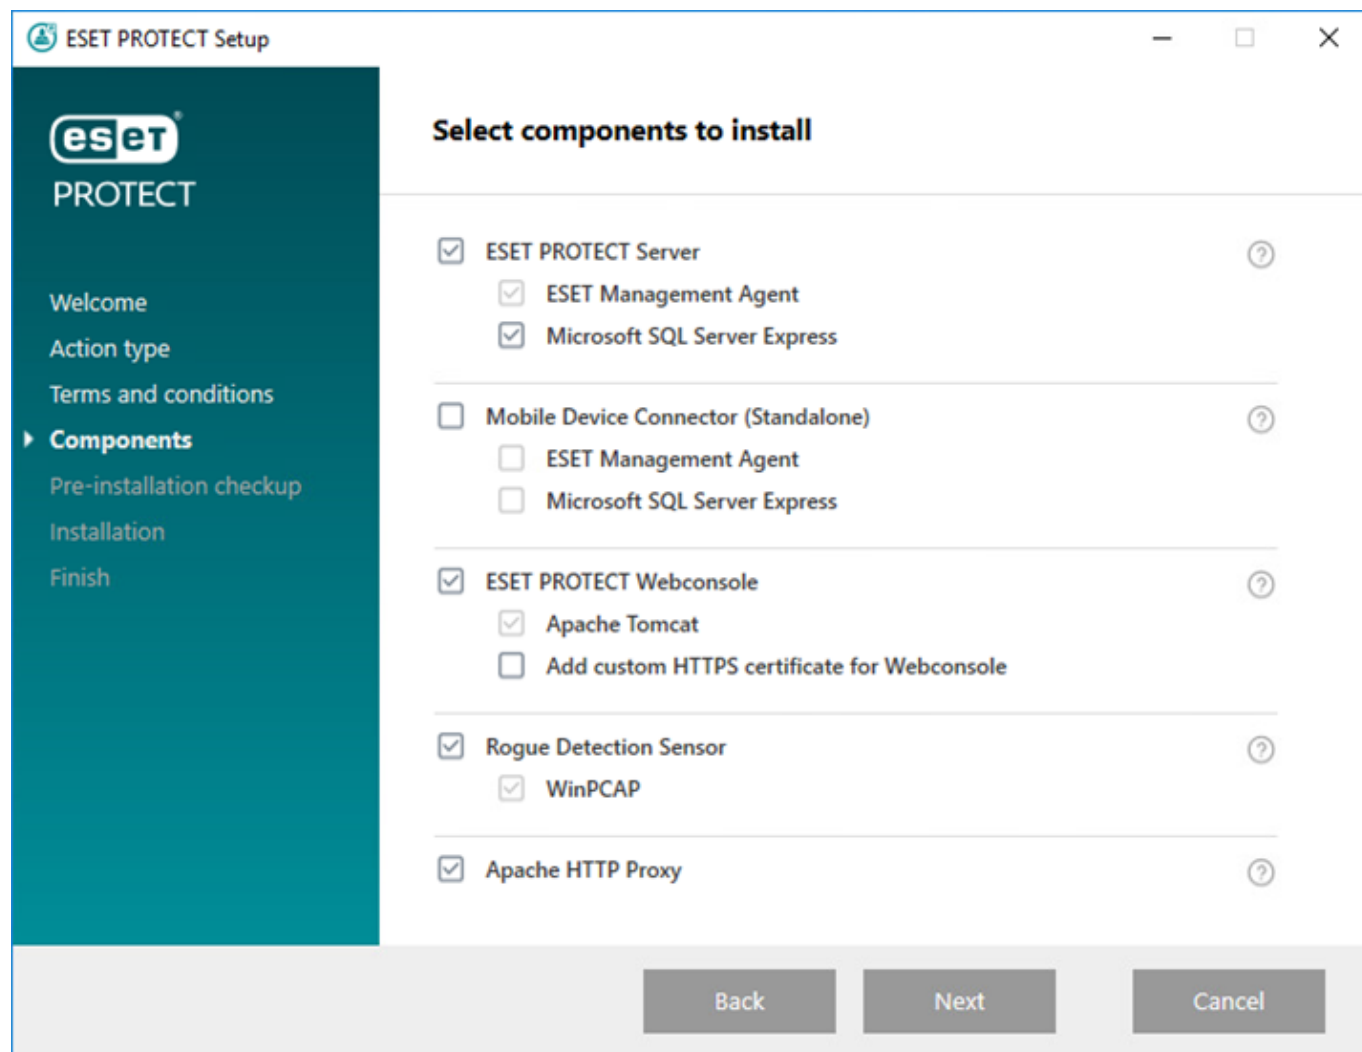 ESET PROTECT Setup
eset®
PROTECT
Welcome
Action type
Terms and conditions
Components
Pre-installation checkup
Installation
Finish
Select components to install
ESET PROTECT Server
ESET Management Agent
Microsoft SQL Server Express
Mobile Device Connector (Standalone)
ESET Management Agent
Microsoft SQL Server Express
ESET PROTECT Webconsole
Apache Tomcat
Add custom HTTPS certificate for Webconsole
Rogue Detection Sensor
WinPCAP
Apache HTTP Proxy
Back
Next
Cancel